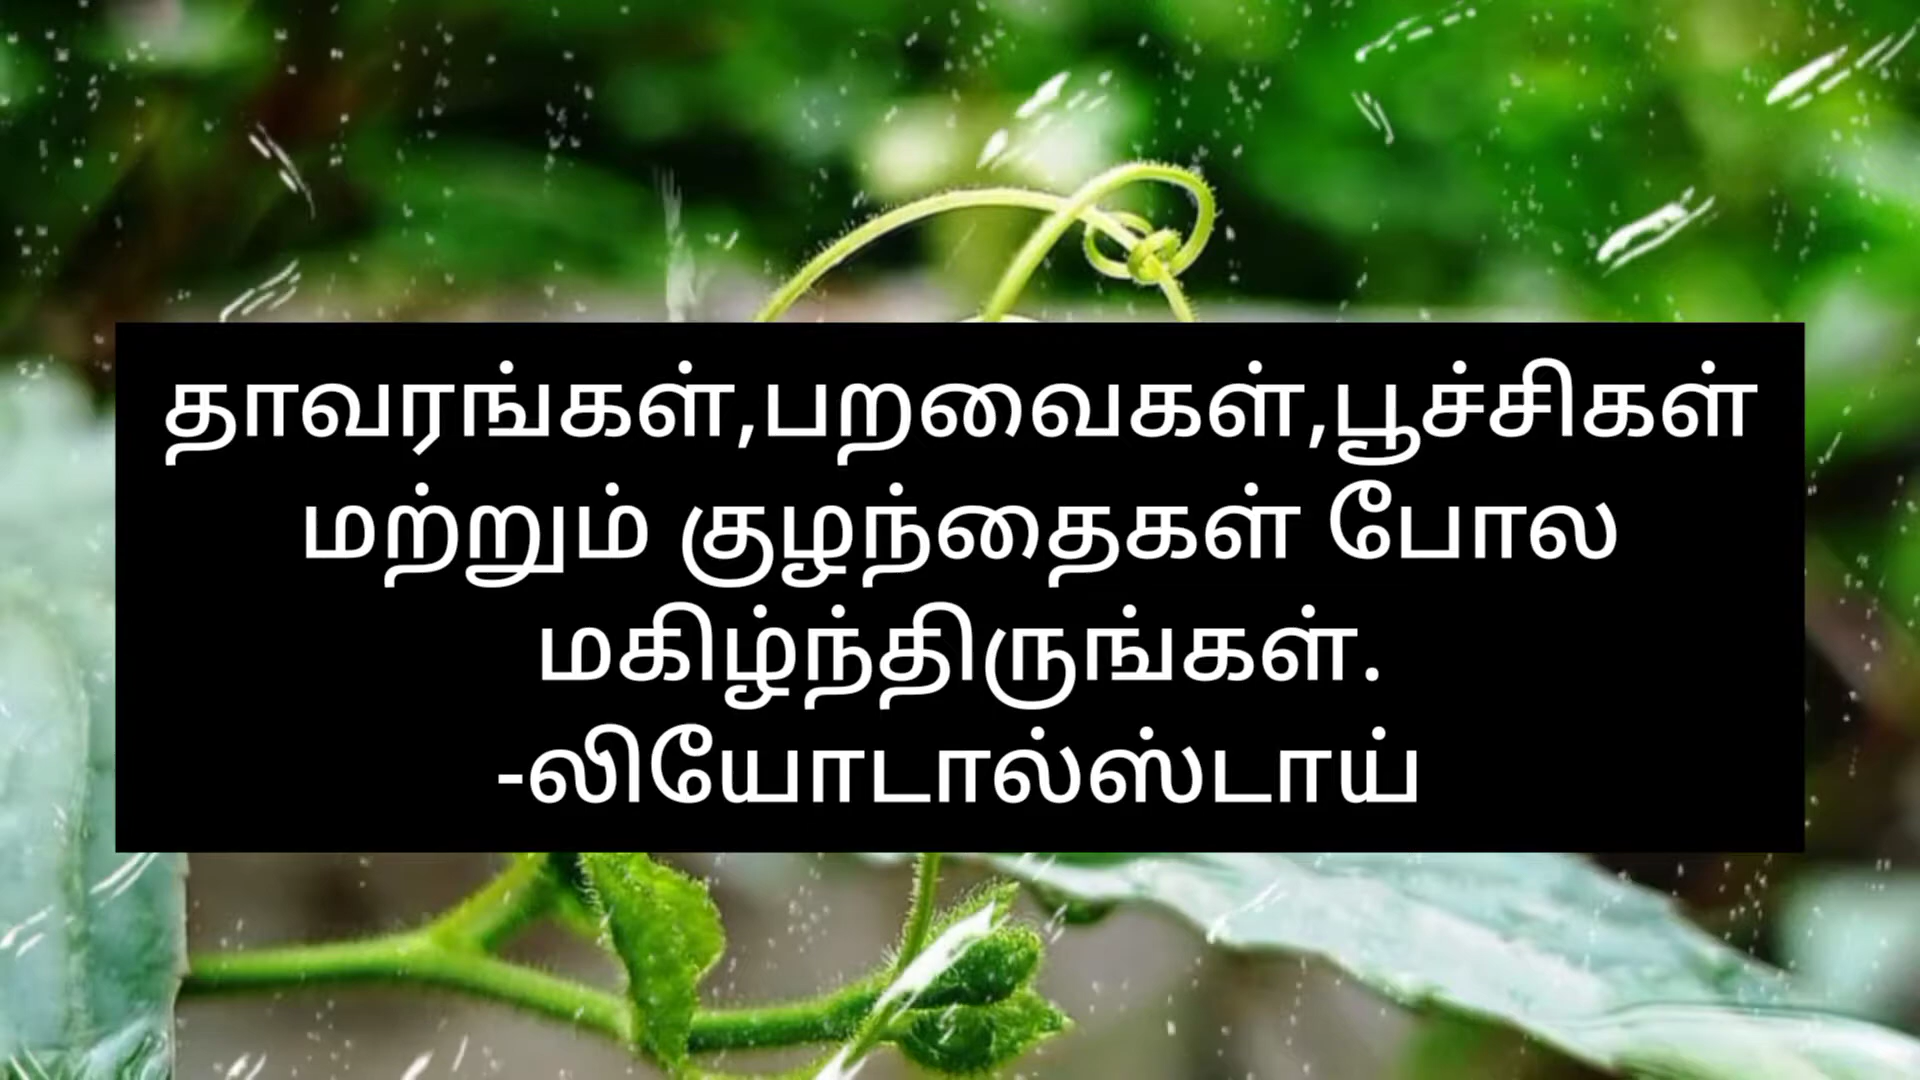 தாவரங்கள்,பறவைகள்,பூச்சிகள்
மற்றும் குழந்தைகள் போல
மகிழ்ந்திருங்கள்.
-லியோடால்ஸ்டாய்